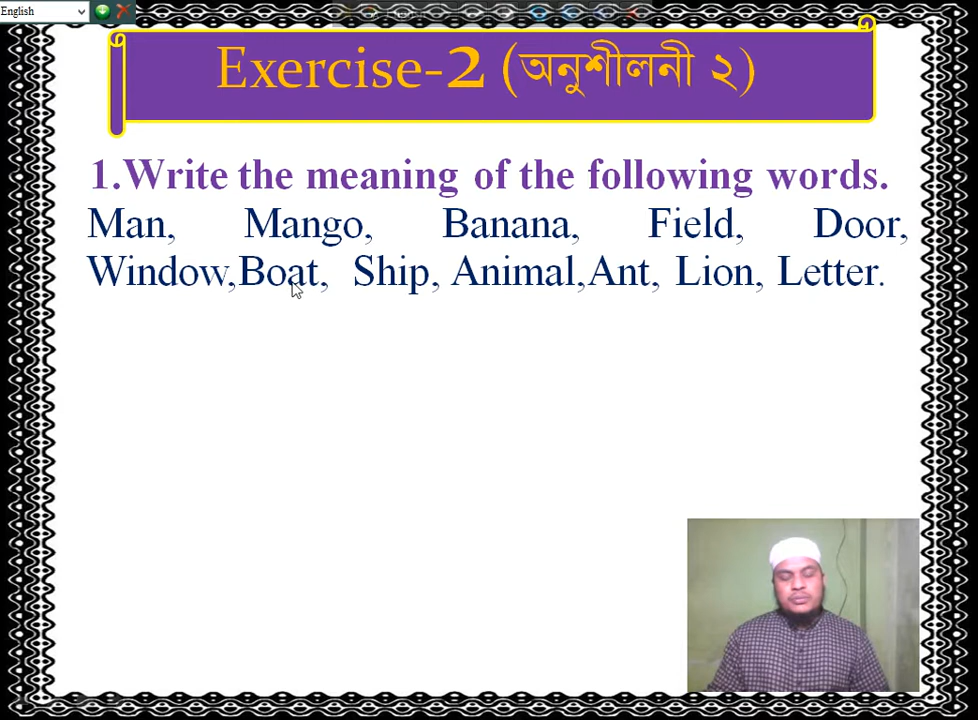 English
Exercise-2 (অনুশীলনী ২)
1.Write the meaning of the following words.
Man, Mango, Banana, Field, Door,
Window,Boat, Ship, Animal,Ant, Lion, Letter.